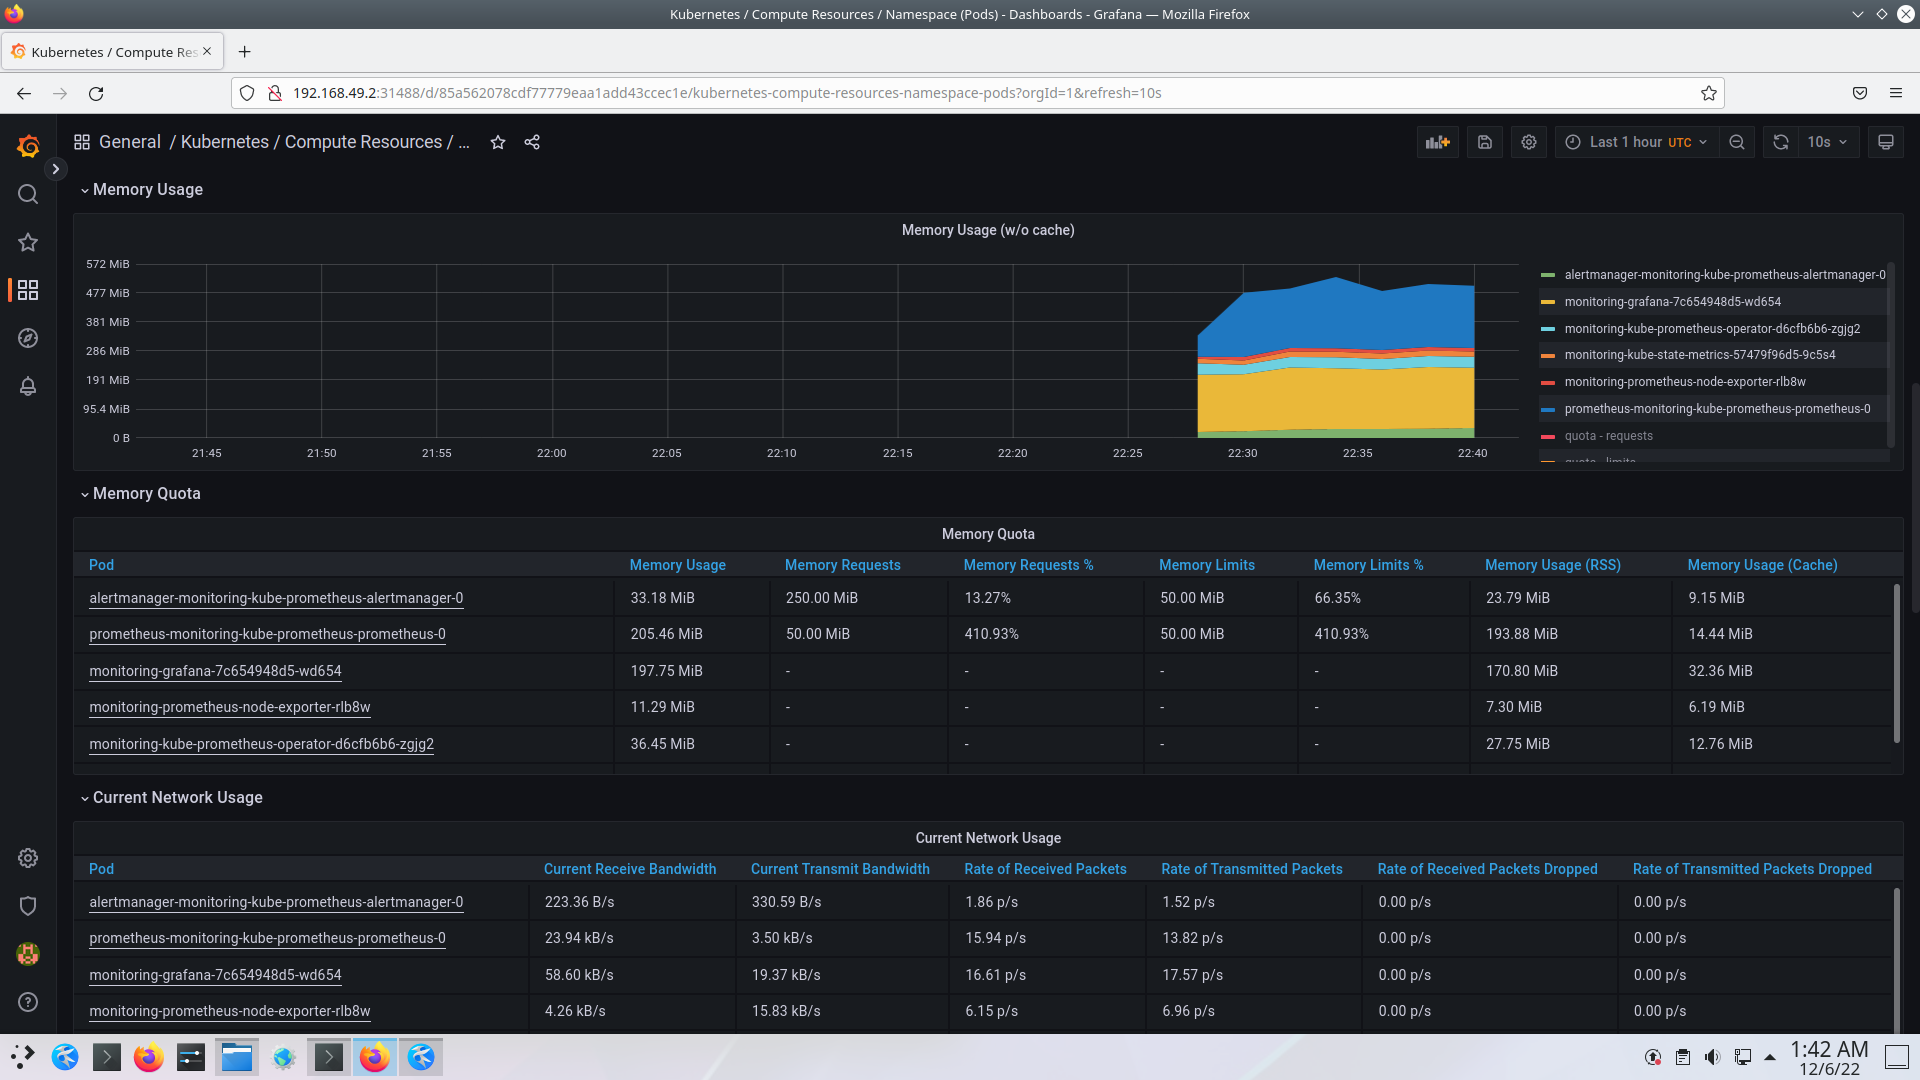 Kubernetes / Compute Resources / Namespace (Pods) - Dashboards - Grafana — Mozilla Firefox
Kubernetes / Compute Res
192.168.49.2:31488/d/85a562078cdf77779eaa1add43ccec1e/kubernetes-compute-resources-namespace-pods?orgId=1&refresh=10s
General / Kubernetes / Compute Resources / ...
Last 1 hour UTC
10s
Memory Usage
Memory Usage (w/o cache)
572 MiB
477 MiB
381 MiB
286 MiB
191 MiB
95.4 MiB
0 B
21:45 21:50 21:55 22:00 22:05 22:10 22:15 22:20 22:25 22:30 22:35 22:40
alertmanager-monitoring-kube-prometheus-alertmanager-0
monitoring-grafana-7c654948d5-wd654
monitoring-kube-prometheus-operator-d6cfb6b6-zgjg2
monitoring-kube-state-metrics-57479f96d5-9c5s4
monitoring-prometheus-node-exporter-rlb8w
prometheus-monitoring-kube-prometheus-prometheus-0
quota - requests
quota - limits
Memory Quota
Memory Quota
Pod Memory Usage Memory Requests Memory Requests % Memory Limits Memory Limits % Memory Usage (RSS) Memory Usage (Cache)
alertmanager-monitoring-kube-prometheus-alertmanager-0 33.18 MiB 250.00 MiB 13.27% 50.00 MiB 66.35% 23.79 MiB 9.15 MiB
prometheus-monitoring-kube-prometheus-prometheus-0 205.46 MiB 50.00 MiB 410.93% 50.00 MiB 410.93% 193.88 MiB 14.44 MiB
monitoring-grafana-7c654948d5-wd654 197.75 MiB - - - - 170.80 MiB 32.36 MiB
monitoring-prometheus-node-exporter-rlb8w 11.29 MiB - - - - 7.30 MiB 6.19 MiB
monitoring-kube-prometheus-operator-d6cfb6b6-zgjg2 36.45 MiB - - - - 27.75 MiB 12.76 MiB
Current Network Usage
Current Network Usage
Pod Current Receive Bandwidth Current Transmit Bandwidth Rate of Received Packets Rate of Transmitted Packets Rate of Received Packets Dropped Rate of Transmitted Packets Dropped
alertmanager-monitoring-kube-prometheus-alertmanager-0 223.36 B/s 330.59 B/s 1.86 p/s 1.52 p/s 0.00 p/s 0.00 p/s
prometheus-monitoring-kube-prometheus-prometheus-0 23.94 kB/s 3.50 kB/s 15.94 p/s 13.82 p/s 0.00 p/s 0.00 p/s
monitoring-grafana-7c654948d5-wd654 58.60 kB/s 19.37 kB/s 16.61 p/s 17.57 p/s 0.00 p/s 0.00 p/s
monitoring-prometheus-node-exporter-rlb8w 4.26 kB/s 15.83 kB/s 6.15 p/s 6.96 p/s 0.00 p/s 0.00 p/s
1:42 AM
12/6/22